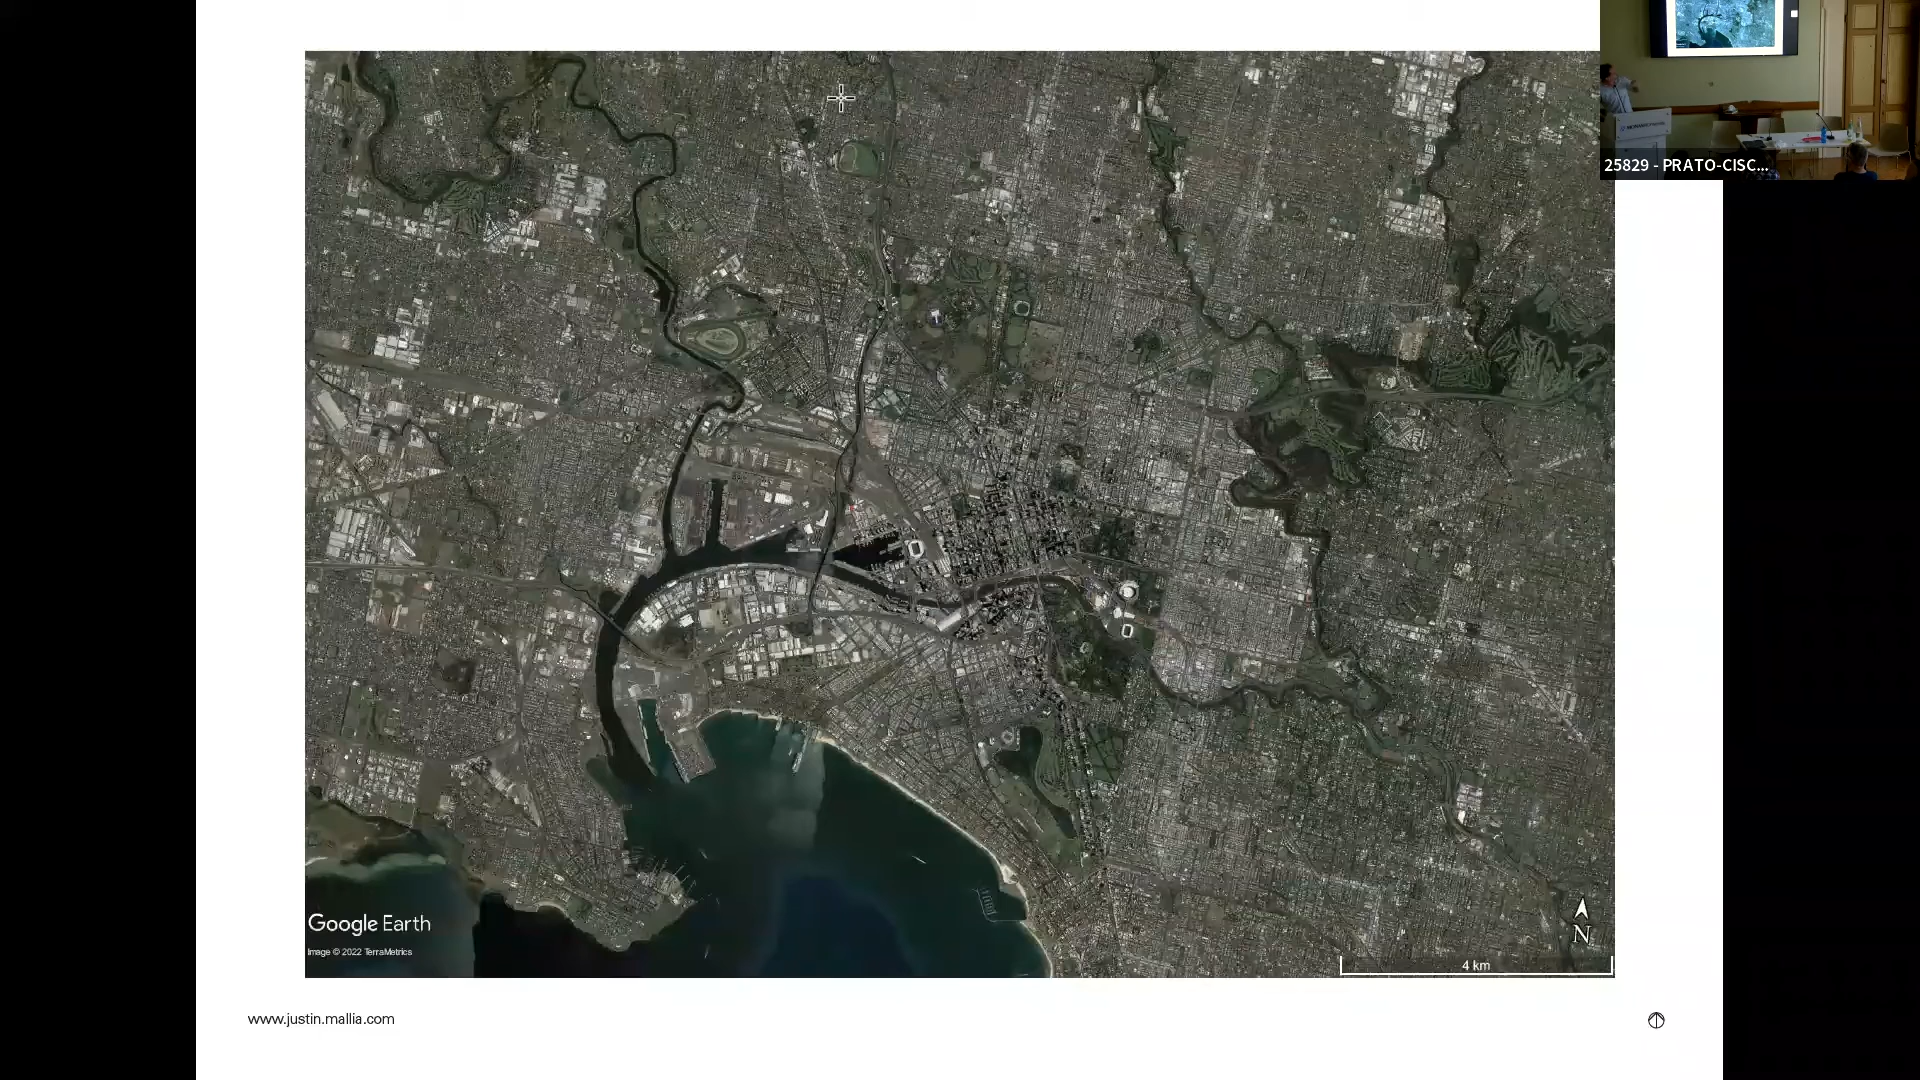 25829 - PRATO-CISC...
Google Earth
Image © 2022 TerraMetrics
N
4 km
www.justin.mallia.com